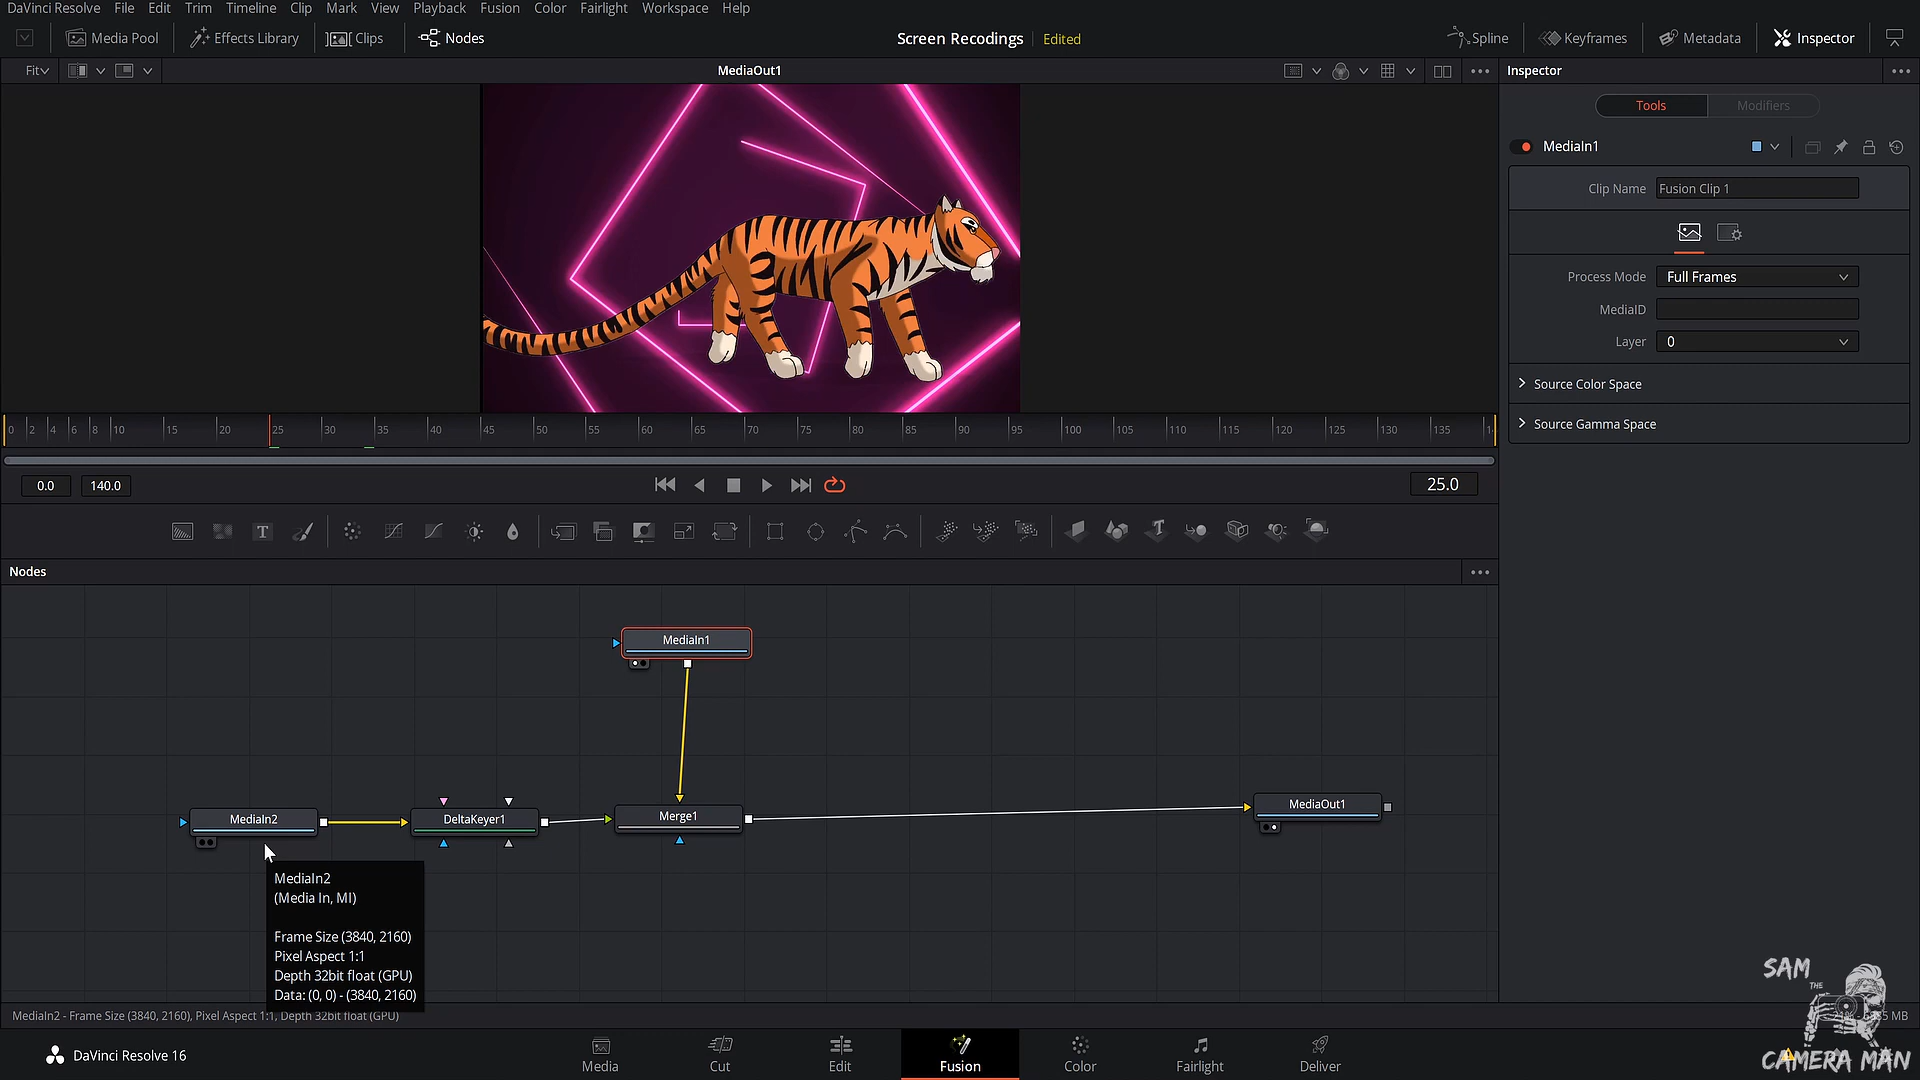 DaVinci Resolve File Edit Trim Timeline Clip Mark View Playback Fusion Color Fairlight Workspace Help
Media Pool Effects Library Clips Nodes Screen Recodings Edited Spline Keyframes Metadata Inspector
Fit MediaOut1 Inspector
Tools Modifiers
MediaIn1
Clip Name Fusion Clip 1
Process Mode Full Frames
MediaID
Layer 0
Source Color Space
Source Gamma Space
0 2 4 6 8 10 15 20 25 30 35 40 45 50 55 60 65 70 75 80 85 90 95 100 105 110 115 120 125 130 135
0.0 140.0 25.0
T
T
Nodes
MediaIn1
MediaIn2 DeltaKeyer1 Merge1 MediaOut1
MediaIn2
(Media In, MI)
Frame Size (3840, 2160)
Pixel Aspect 1:1
Depth 32bit float (GPU)
Data: (0, 0) - (3840, 2160)
MediaIn2 - Frame Size (3840, 2160), Pixel Aspect 1:1, Depth 32bit float (GPU)
MB
SAM
THE
CAMERA MAN
DaVinci Resolve 16
Media Cut Edit Fusion Color Fairlight Deliver